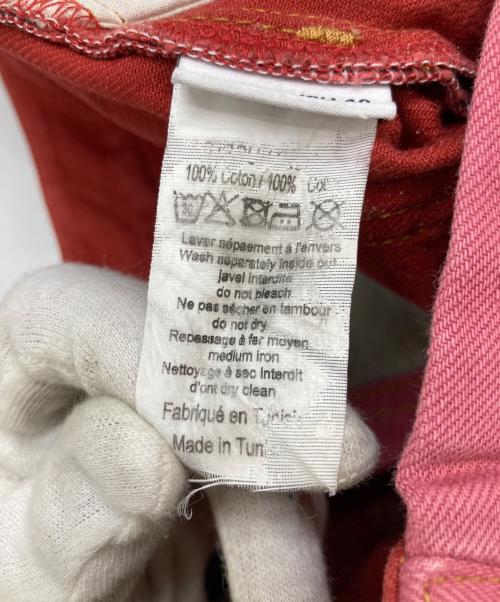 100% Coton / 100%
Laver sépaement à l'envers
Wash separately inside out
javel interdite
do not bleach
Ne pas sécher en tambour
do not dry
Repassage à fer moyen
medium iron
Nettoyage à sec Interdit
d'ont dry clean
Fabriqué en
Made in